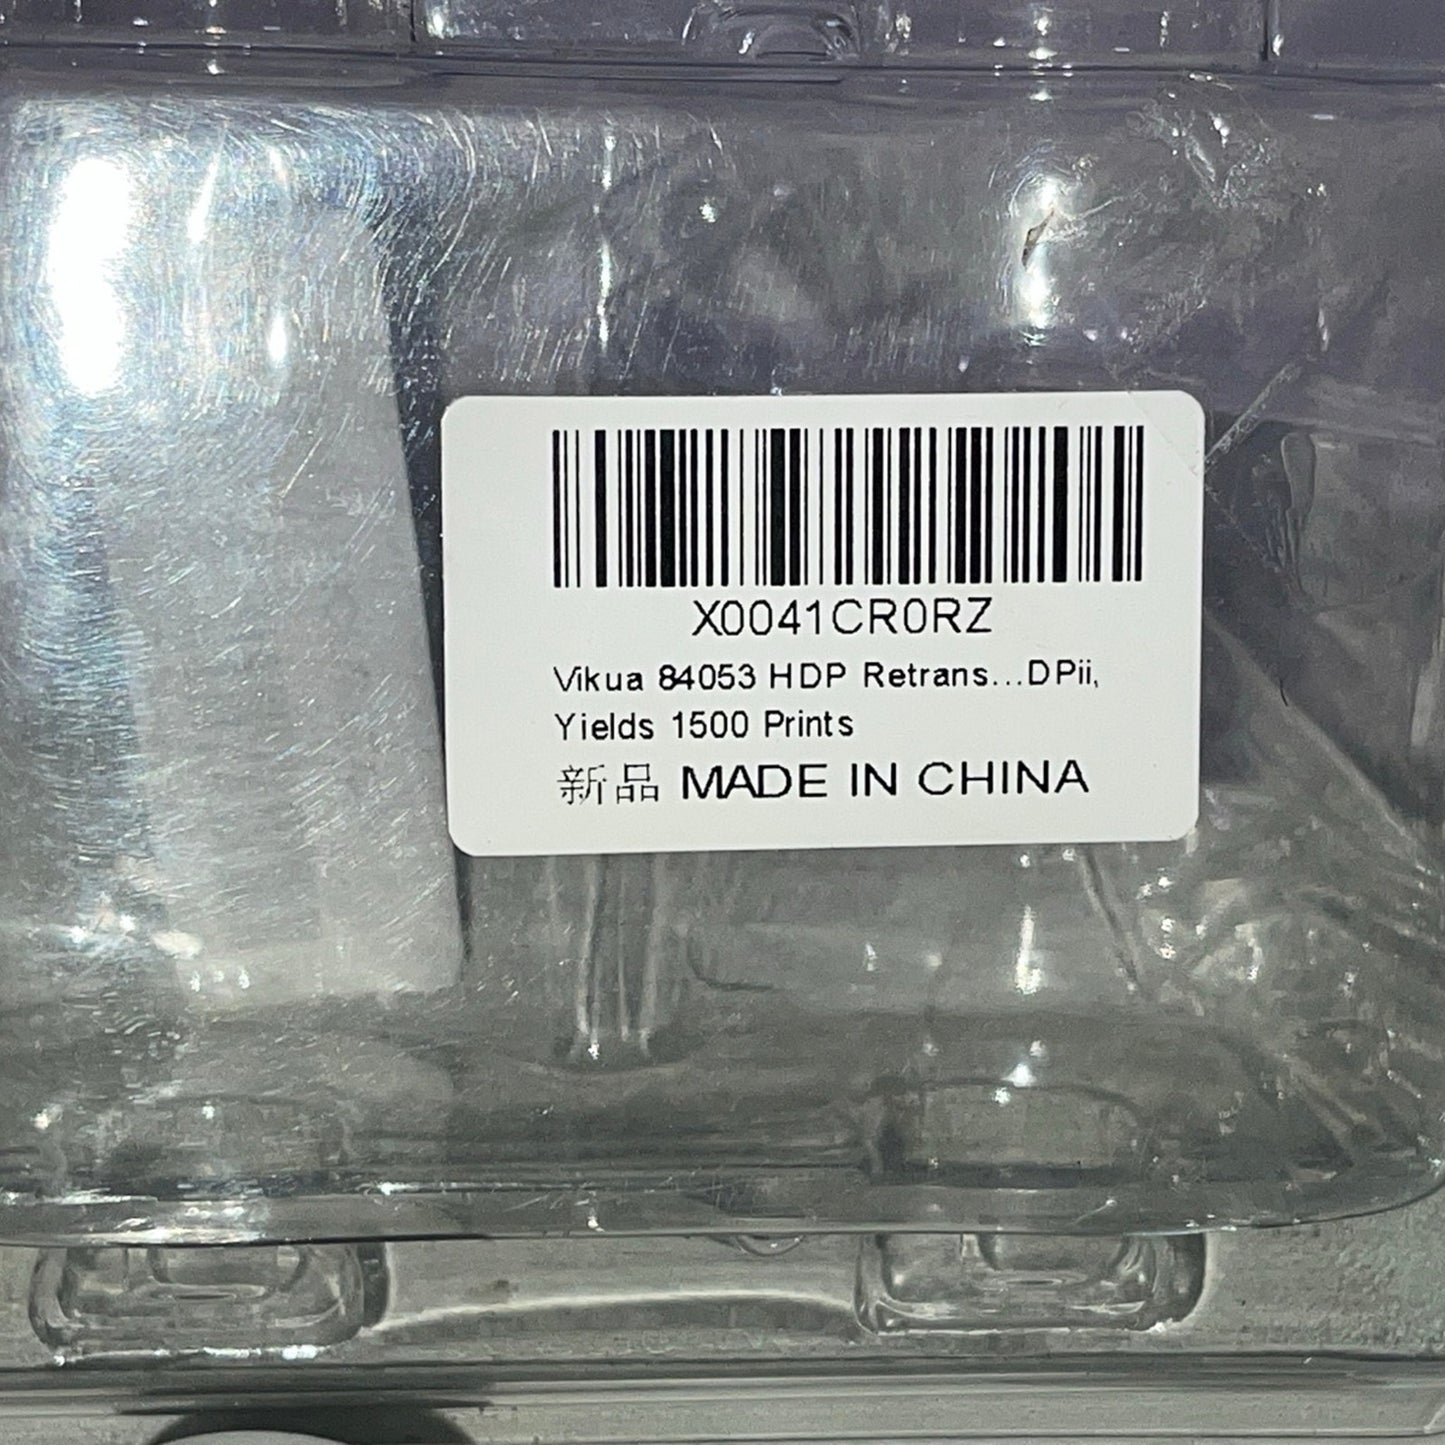 X0041CR0RZ
Vikua 84053 HDP Retrans...DPii,
Yields 1500 Prints
新品 MADE IN CHINA